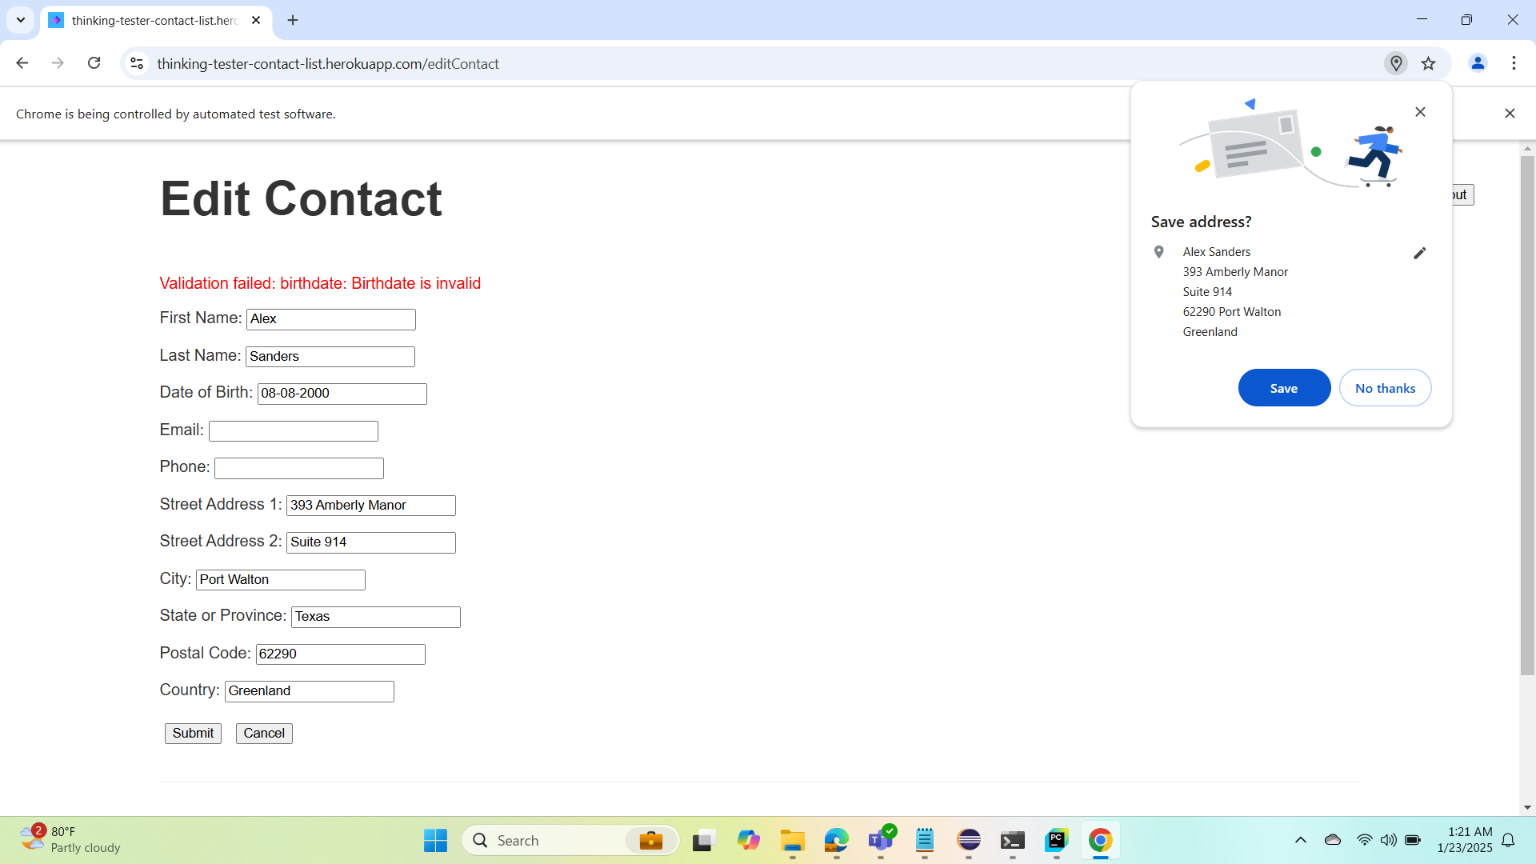 thinking-tester-contact-list.herc
thinking-tester-contact-list.herokuapp.com/editContact
Chrome is being controlled by automated test software.
Edit Contact
out
Validation failed: birthdate: Birthdate is invalid
First Name: Alex
Last Name: Sanders
Date of Birth: 08-08-2000
Email:
Phone:
Street Address 1: 393 Amberly Manor
Street Address 2: Suite 914
City: Port Walton
State or Province: Texas
Postal Code: 62290
Country: Greenland
Submit Cancel
Save address?
Alex Sanders
393 Amberly Manor
Suite 914
62290 Port Walton
Greenland
Save No thanks
2
80°F
Partly cloudy
Search
PC
1:21 AM
1/23/2025